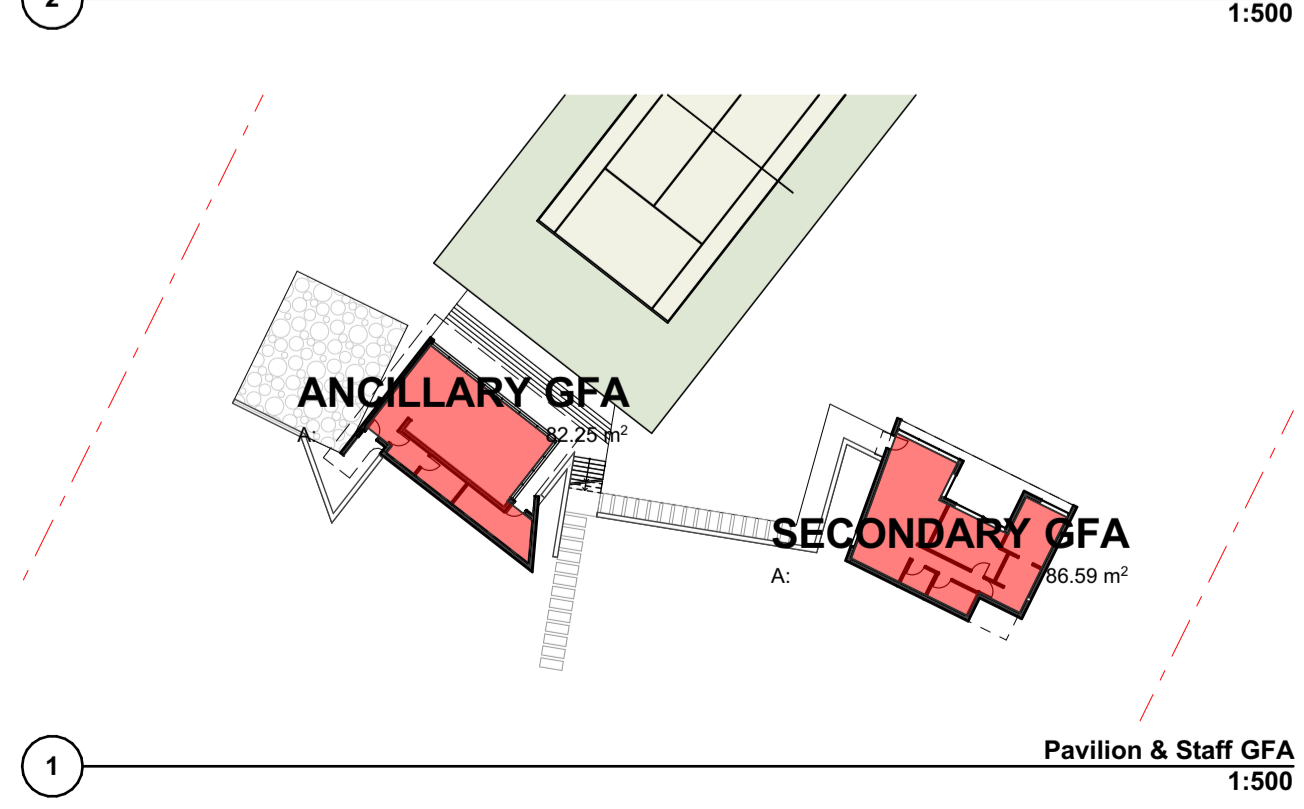 2
1:500
ANCILLARY GFA
A: 82.25 m²
SECONDARY GFA
A: 86.59 m²
Pavilion & Staff GFA
1
1:500